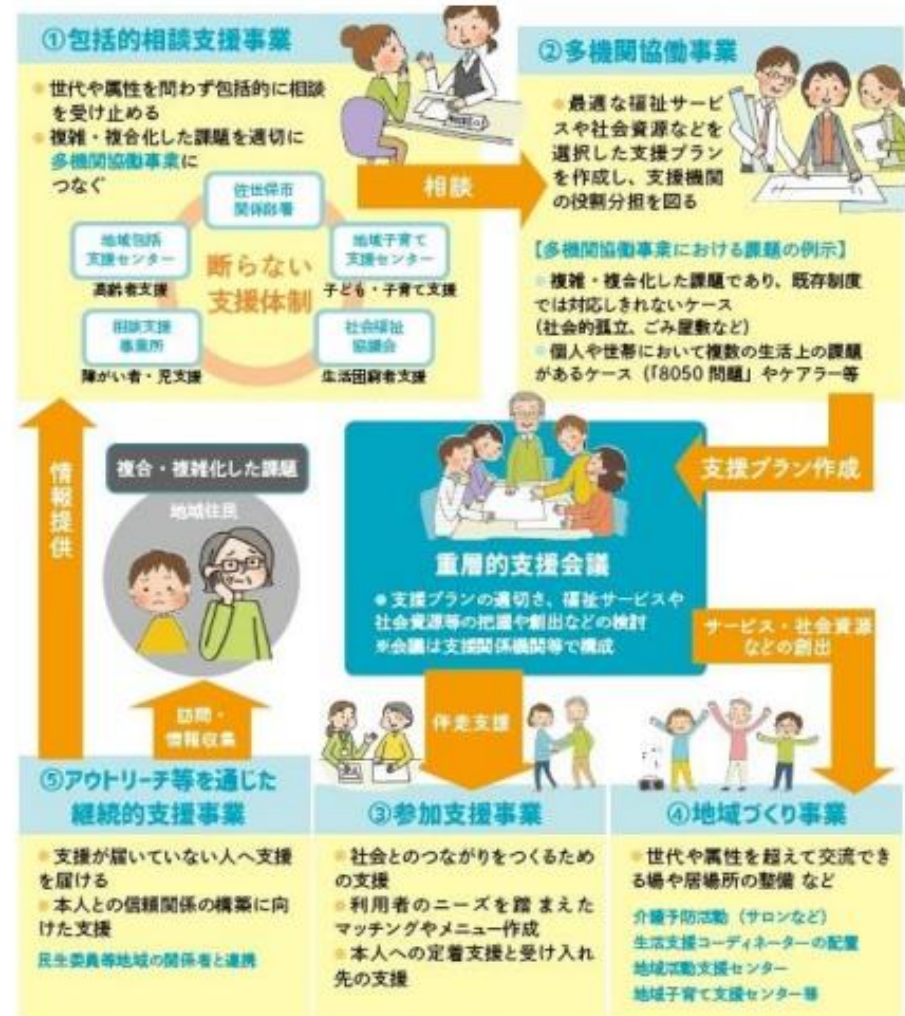 ①包括的相談支援事業
世代や属性を問わず包括的に相談
を受け止める
複雑・複合化した課題を適切に
多機関協働事業に
つなぐ
佐世保市
関係部署
地域包括
支援センター
高齢者支援
地域子育て
支援センター
子ども・子育て支援
断らない
支援体制
相談支援
事業所
障がい者・児支援
社会福祉
協議会
生活困窮者支援
相談
②多機関協働事業
最適な福祉サービ
スや社会資源などを
選択した支援プラン
を作成し、支援機関
の役割分担を図る
【多機関協働事業における課題の例示】
複雑・複合化した課題であり、既存制度
では対応しきれないケース
(社会的孤立、ごみ屋敷など)
個人や世帯において複数の生活上の課題
があるケース (「8050 問題」やケアラー等
支援プラン作成
情報提供
複合・複雑化した課題
地域住民
訪問・
情報収集
重層的支援会議
●支援プランの適切さ、福祉サービスや
社会資源等の把握や創出などの検討
※会議は支援関係機関等で構成
サービス・社会資源
などの創出
伴走支援
⑤アウトリーチ等を通じた
継続的支援事業
支援が届いていない人へ支援
を届ける
本人との信頼関係の構築に向
けた支援
民生委員等地域の関係者と連携
③参加支援事業
社会とのつながりをつくるため
の支援
利用者のニーズを踏 まえた
マッチングやメニュー作成
本人への定着支援と受け入れ
先の支援
④地域づくり事業
世代や属性を超えて交流でき
る場や居場所の整備 など
介護予防活動 (サロンなど)
生活支援コーディネーターの配置
地域活動支援センター
地域子育て支援センター等